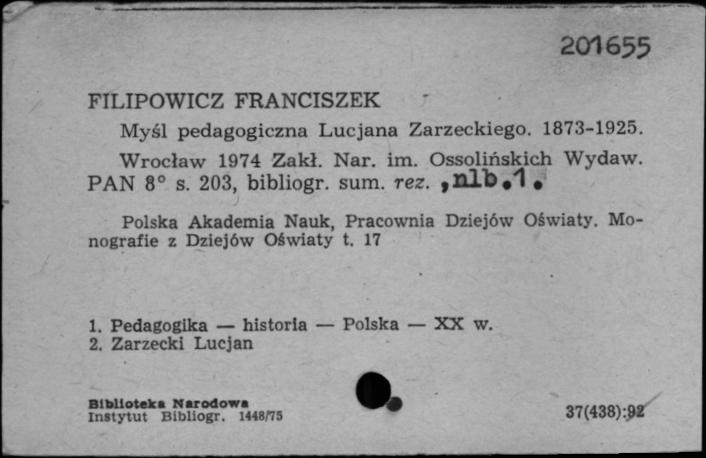 201655
FILIPOWICZ FRANCISZEK
Myśl pedagogiczna Lucjana Zarzeckiego. 1873-1925.
Wrocław 1974 Zakł. Nar. im. Ossolińskich Wydaw.
PAN 8° s. 203, bibliogr. sum. rez. ,nlb.1.
Polska Akademia Nauk, Pracownia Dziejów Oświaty. Mo-
nografie z Dziejów Oświaty t. 17
1. Pedagogika — historia — Polska — XX w.
2. Zarzecki Lucjan
Biblioteka Narodowa
Instytut Bibliogr. 1448/75
37(438):92